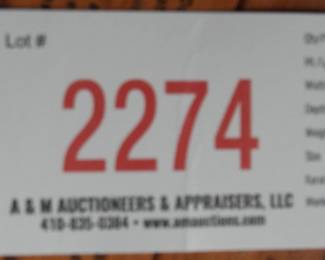 Lot #
2274
A & M AUCTIONEERS & APPRAISERS, LLC
410-835-0384 • www.amauctions.com